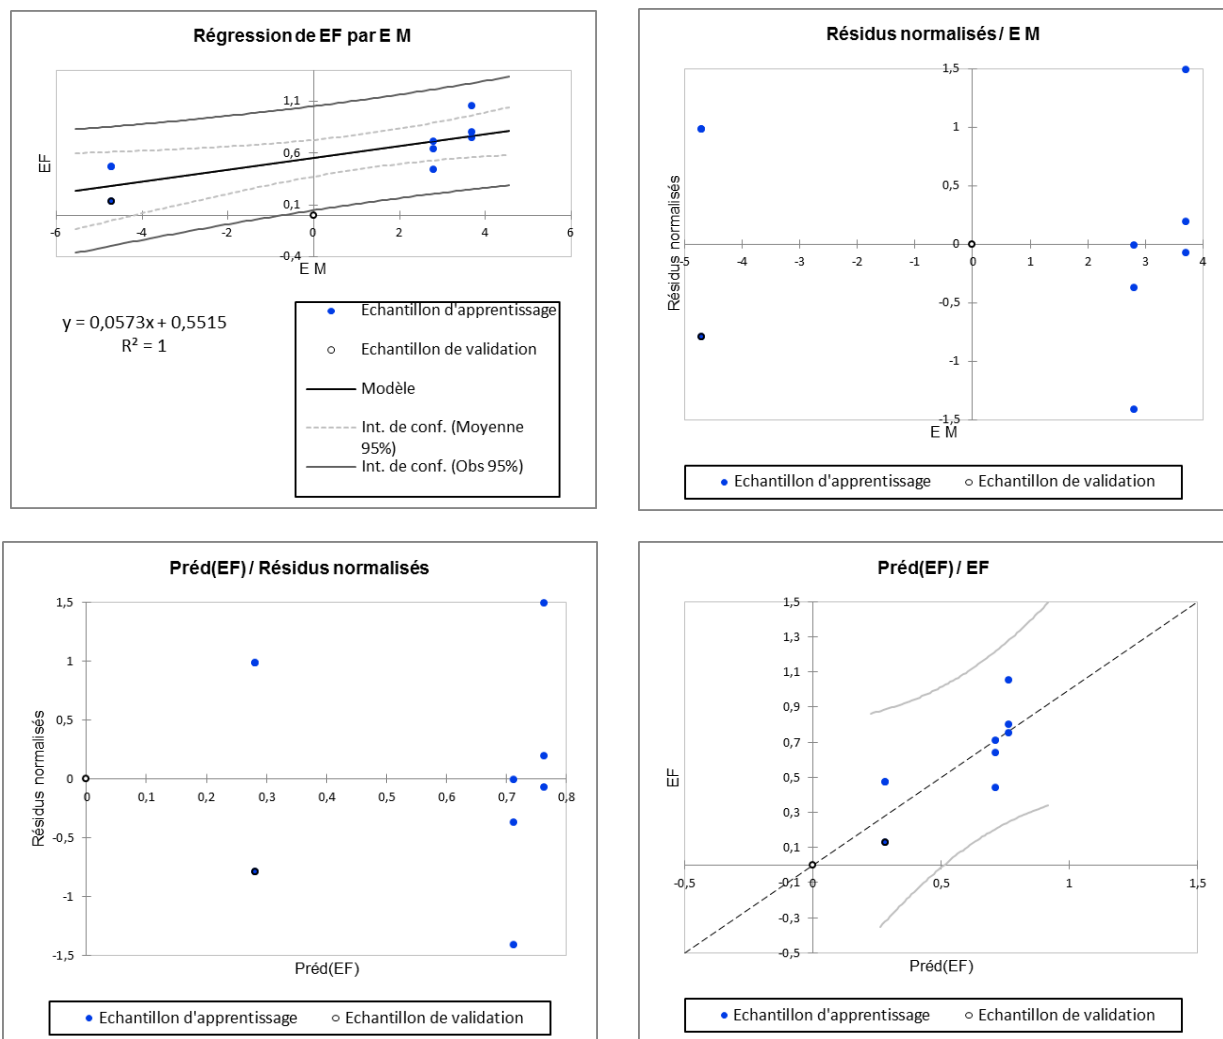 Régression de EF par E M
EF
1,1
0,6
0,1
-0,4
-6
-4
-2
0
2
4
6
E M
y = 0,0573x + 0,5515
R² = 1
Echantillon d'apprentissage
Echantillon de validation
Modèle
Int. de conf. (Moyenne
95%)
Int. de conf. (Obs 95%)
Résidus normalisés / E M
Résidus normalisés
1,5
1
0,5
0
-0,5
-1
-1,5
-5
-4
-3
-2
-1
0
1
2
3
4
E M
Echantillon d'apprentissage
Echantillon de validation
Préd(EF) / Résidus normalisés
Résidus normalisés
1,5
1
0,5
0
-0,5
-1
-1,5
0
0,1
0,2
0,3
0,4
0,5
0,6
0,7
0,8
Préd(EF)
Echantillon d'apprentissage
Echantillon de validation
Préd(EF) / EF
EF
1,5
1,3
1,1
0,9
0,7
0,5
0,3
0,1
-0,1
-0,3
-0,5
-0,5
0
0,5
1
1,5
Préd(EF)
Echantillon d'apprentissage
Echantillon de validation